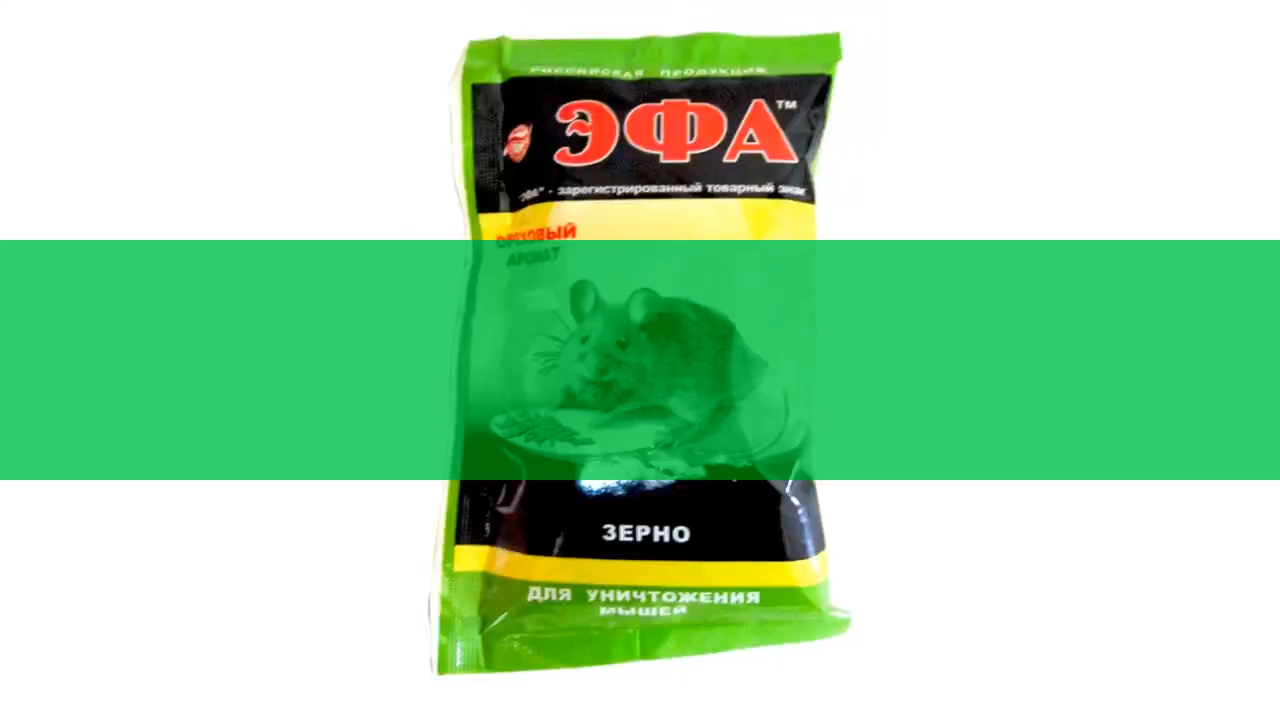 РОССИЙСКАЯ ПРОДУКЦИЯ
ЭФА™
"ЭФА" - зарегистрированный товарный знак
ОРЕХОВЫЙ
АРОМАТ
ЗЕРНО
ДЛЯ УНИЧТОЖЕНИЯ
МЫШЕЙ